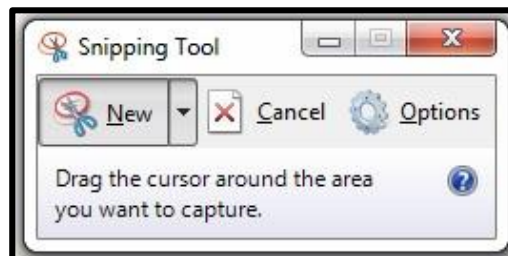 Snipping Tool
New Cancel Options
Drag the cursor around the area
you want to capture.